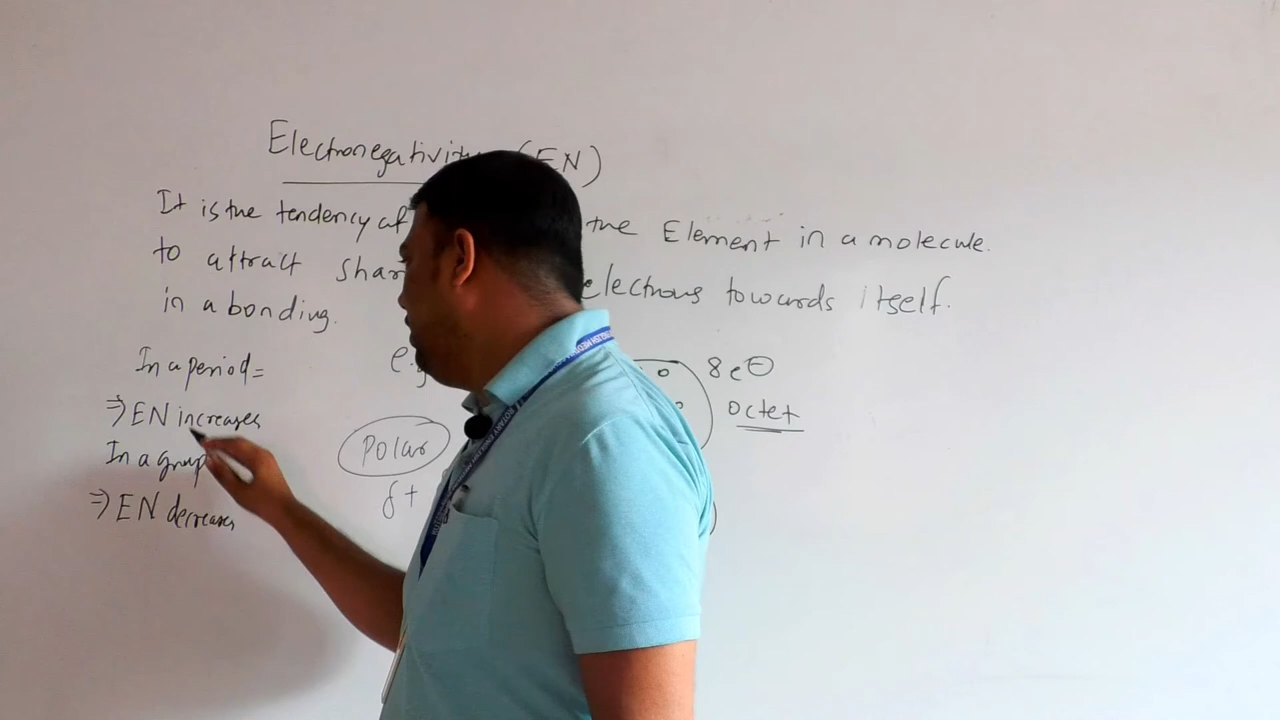 Electronegativity (EN)
It is the tendency of the Element in a molecule.
to attract electrons towards itself.
in a bonding.
In a period =
⇒ EN increases
In a group
⇒ EN decreases
e.g
8 e⊖
Octet
Polar
δ+